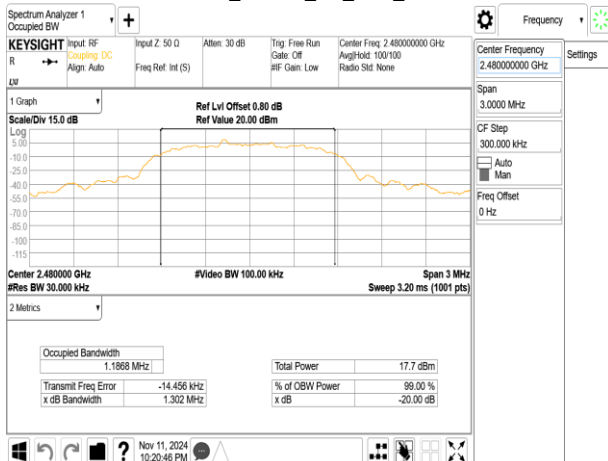 Spectrum Analyzer 1
Occupied BW
Frequency
KEYSIGHT
R
Input: RF
Coupling: DC
Align: Auto
Input Z: 50 Ω
Freq Ref: Int (S)
Atten: 30 dB
Trig: Free Run
Gate: Off
#IF Gain: Low
Center Freq: 2.480000000 GHz
Avg|Hold: 100/100
Radio Std: None
LXI
Center Frequency
2.480000000 GHz
Settings
Span
3.0000 MHz
CF Step
300.000 kHz
Auto
Man
Freq Offset
0 Hz
1 Graph
Scale/Div 15.0 dB
Ref Lvl Offset 0.80 dB
Ref Value 20.00 dBm
Log
5.00
-10.0
-25.0
-40.0
-55.0
-70.0
-85.0
-100
-115
Center 2.480000 GHz
#Res BW 30.000 kHz
#Video BW 100.00 kHz
Span 3 MHz
Sweep 3.20 ms (1001 pts)
2 Metrics
Occupied Bandwidth
1.1868 MHz
Transmit Freq Error -14.456 kHz
x dB Bandwidth 1.302 MHz
Total Power 17.7 dBm
% of OBW Power 99.00 %
x dB -20.00 dB
Nov 11, 2024
10:20:46 PM